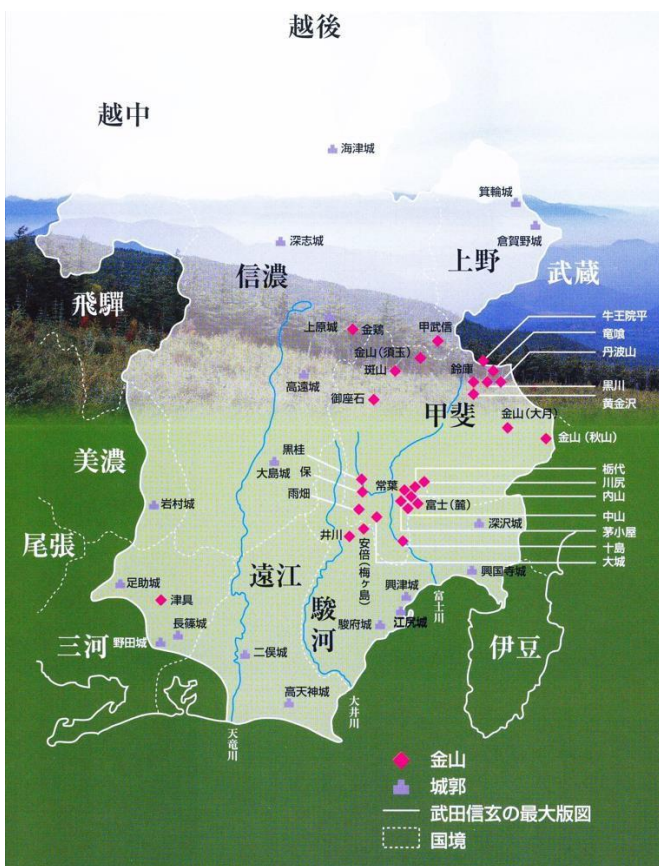 越後
越中
海津城
箕輪城
倉賀野城
深志城
信濃
上野
武蔵
飛驒
牛王院平
竜喰
丹波山
黒川
黄金沢
上原城
金鶏
甲武信
金山(須玉)
斑山
鈴庫
高遠城
御座石
甲斐
金山(大月)
金山(秋山)
美濃
大島城
黒桂
保
雨畑
常葉
栃代
川尻
内山
中山
茅小屋
十島
大城
富士(麓)
岩村城
深沢城
尾張
井川
安倍(梅ヶ島)
遠江
駿河
興国寺城
足助城
津具
興津城
富士川
江尻城
駿府城
長篠城
三河
野田城
二俣城
伊豆
高天神城
大井川
天竜川
金山
城郭
武田信玄の最大版図
国境